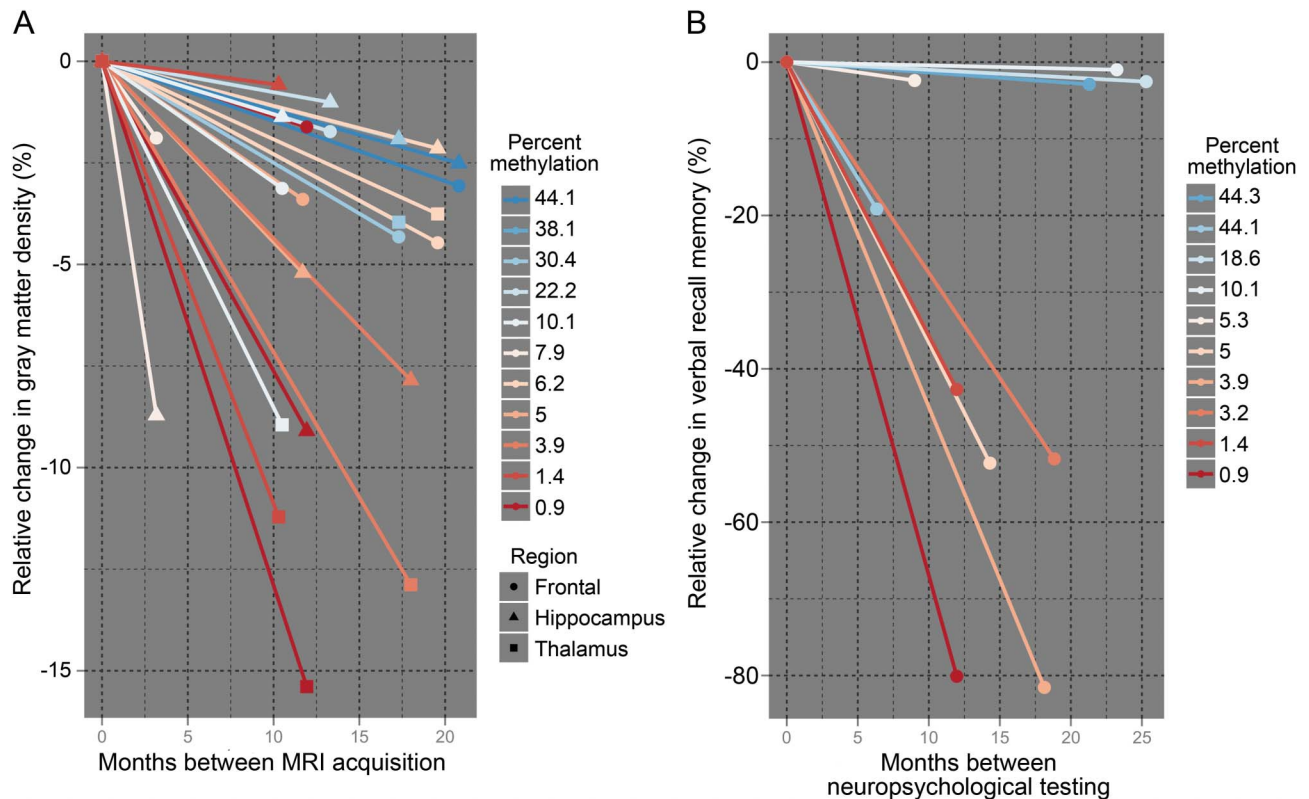 A
Relative change in gray matter density (%)
0
-5
-10
-15
0
5
10
15
20
Months between MRI acquisition
Percent
methylation
44.1
38.1
30.4
22.2
10.1
7.9
6.2
5
3.9
1.4
0.9
Region
Frontal
Hippocampus
Thalamus
B
Relative change in verbal recall memory (%)
0
-20
-40
-60
-80
0
5
10
15
20
25
Months between
neuropsychological testing
Percent
methylation
44.3
44.1
18.6
10.1
5.3
5
3.9
3.2
1.4
0.9